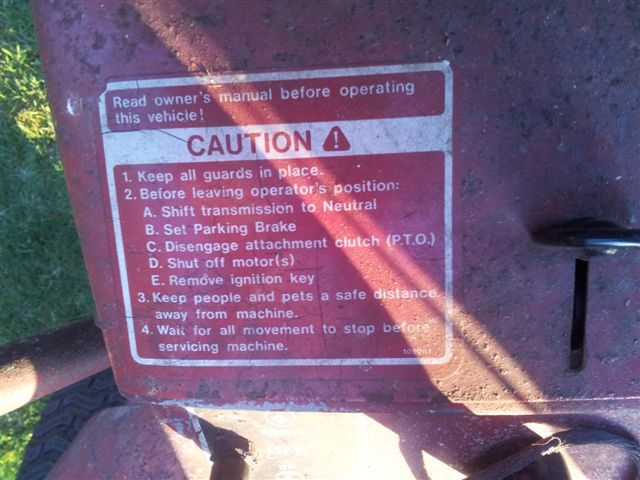 Read owner's manual before operating
this vehicle!
CAUTION
1. Keep all guards in place.
2. Before leaving operator's position:
A. Shift transmission to Neutral
B. Set Parking Brake
C. Disengage attachment clutch (P.T.O.)
D. Shut off motor(s)
E. Remove ignition key
3. Keep people and pets a safe distance
away from machine.
4. Wait for all movement to stop before
servicing machine.